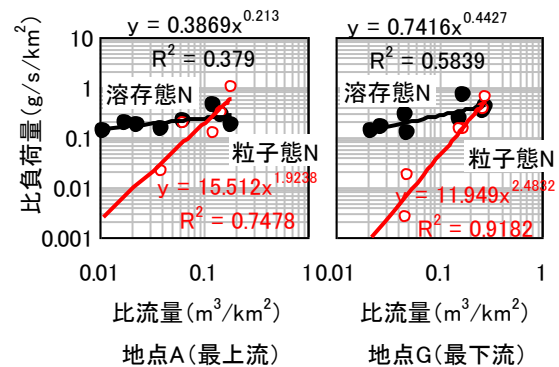 y = 0.3869x^0.213
R² = 0.379
y = 0.7416x^0.4427
R² = 0.5839
比負荷量(g/s/km²)
1
0.1
0.01
0.001
溶存態N
粒子態N
y = 15.512x^1.9238
R² = 0.7478
溶存態N
粒子態N
y = 11.949x^2.4832
R² = 0.9182
0.01
0.1
1
0.01
0.1
1
比流量(m³/km²)
比流量(m³/km²)
地点A(最上流)
地点G(最下流)
10